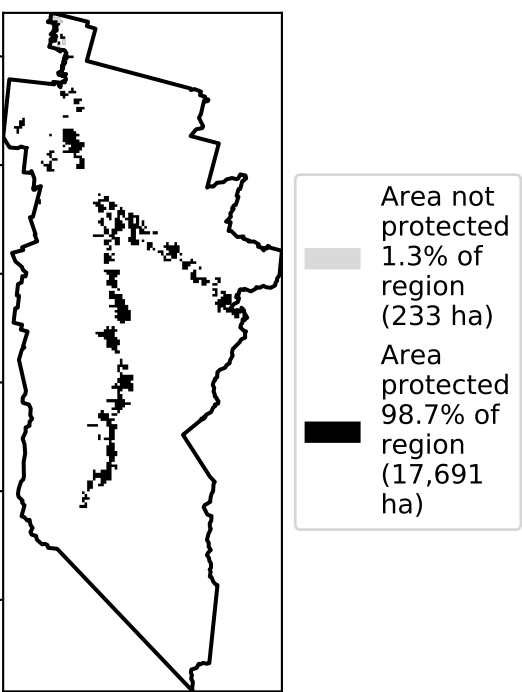 Area not
protected
1.3% of
region
(233 ha)
Area
protected
98.7% of
region
(17,691
ha)